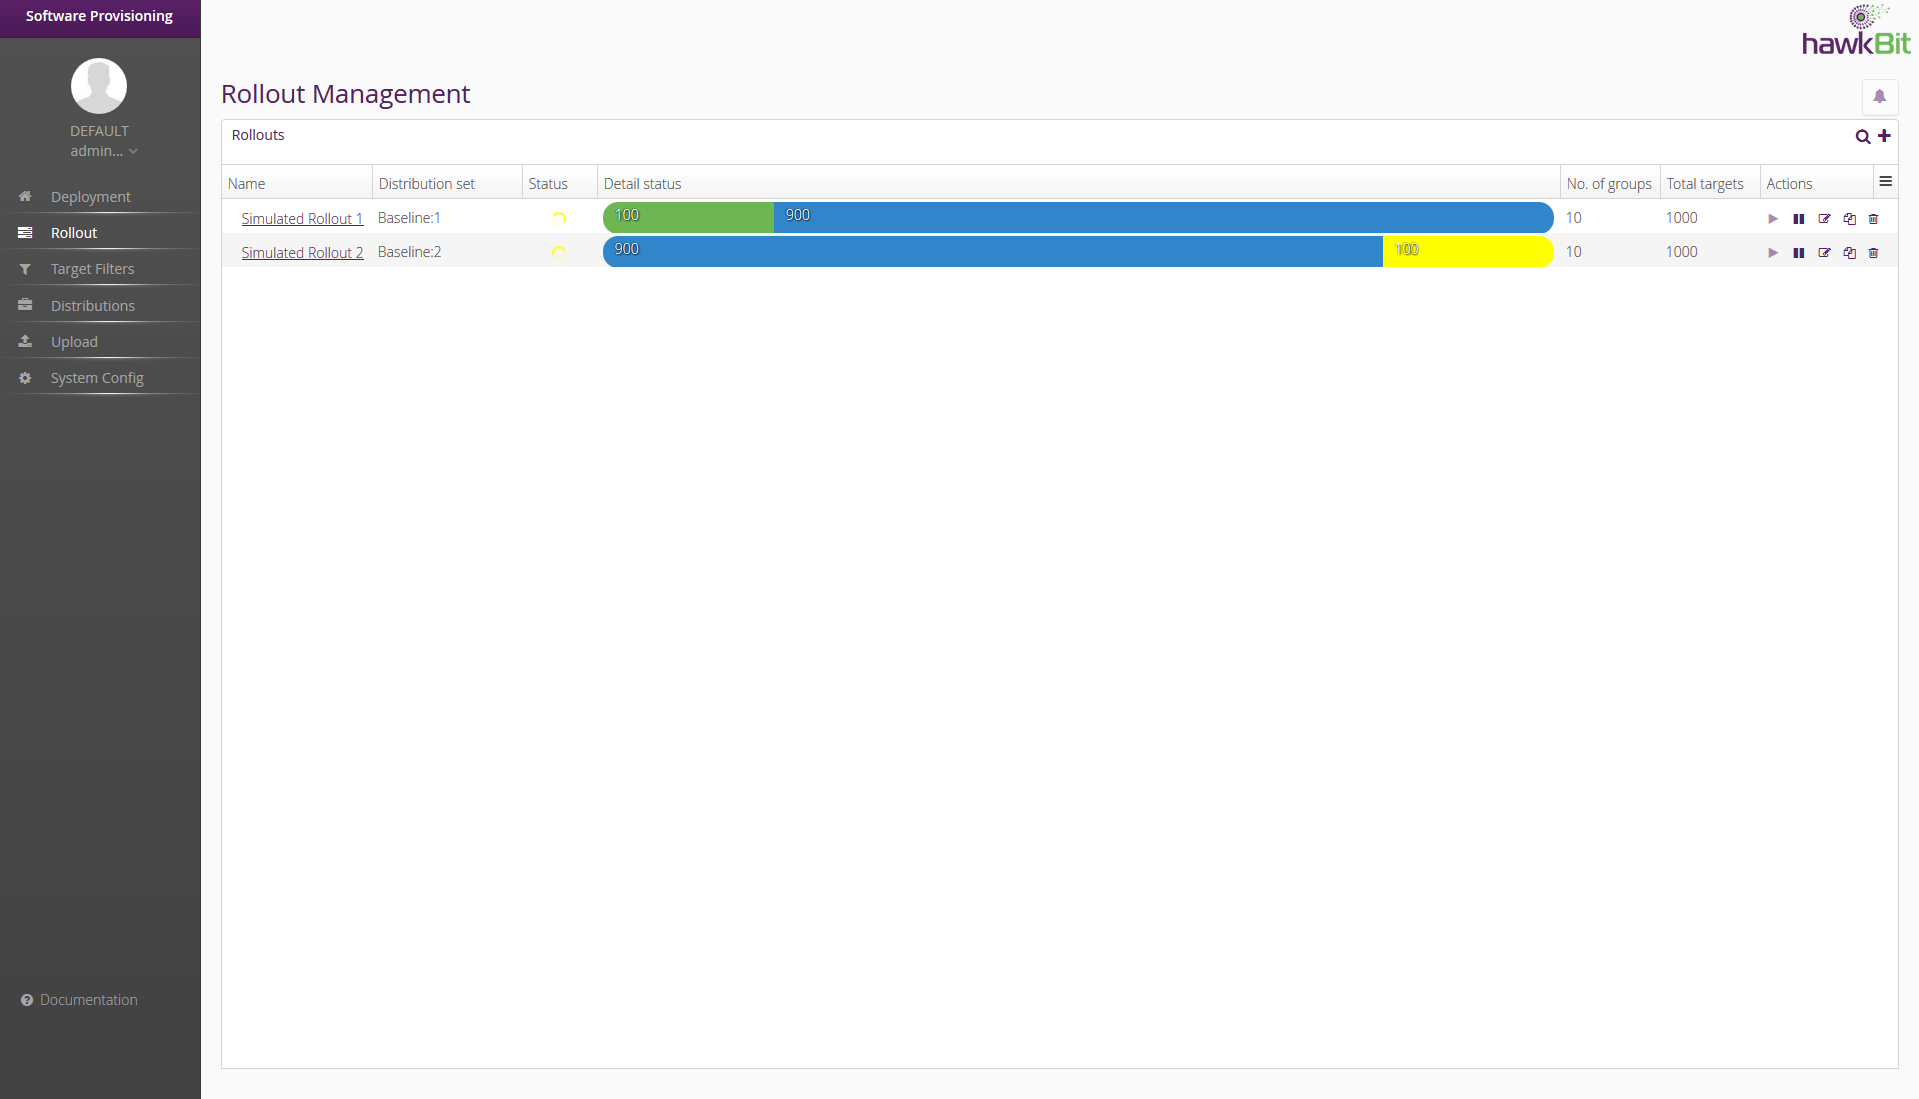 Software Provisioning
hawkBit
DEFAULT
admin...
Deployment
Rollout
Target Filters
Distributions
Upload
System Config
Documentation
Rollout Management
Rollouts
Name Distribution set Status Detail status No. of groups Total targets Actions
Simulated Rollout 1 Baseline:1 100 900 10 1000
Simulated Rollout 2 Baseline:2 900 100 10 1000